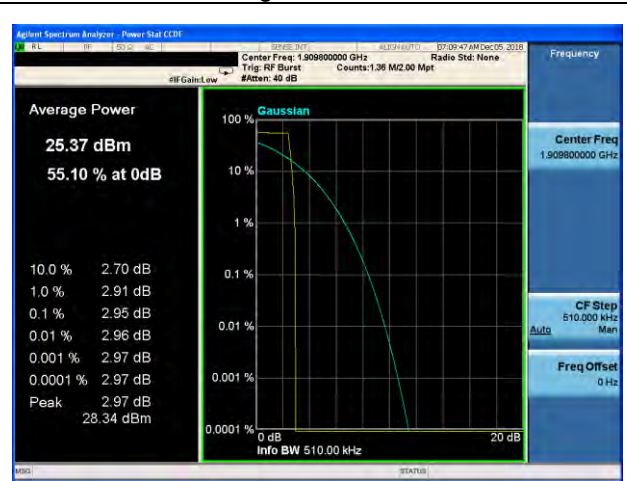 Agilent Spectrum Analyzer - Power Stat CCDF
RL RF 50 Ω AC SENSE:INT ALIGN AUTO 07:09:47 AM Dec 05, 2018
Center Freq: 1.909800000 GHz Radio Std: None
Trig: RF Burst Counts:1.36 M/2.00 Mpt
#IFGain:Low #Atten: 40 dB
Frequency
Average Power
25.37 dBm
55.10 % at 0dB
10.0 % 2.70 dB
1.0 % 2.91 dB
0.1 % 2.95 dB
0.01 % 2.96 dB
0.001 % 2.97 dB
0.0001 % 2.97 dB
Peak 2.97 dB
28.34 dBm
Gaussian
100 %
10 %
1 %
0.1 %
0.01 %
0.001 %
0.0001 %
0 dB 20 dB
Info BW 510.00 kHz
Center Freq
1.909800000 GHz
CF Step
510.000 kHz
Auto Man
Freq Offset
0 Hz
MSG STATUS